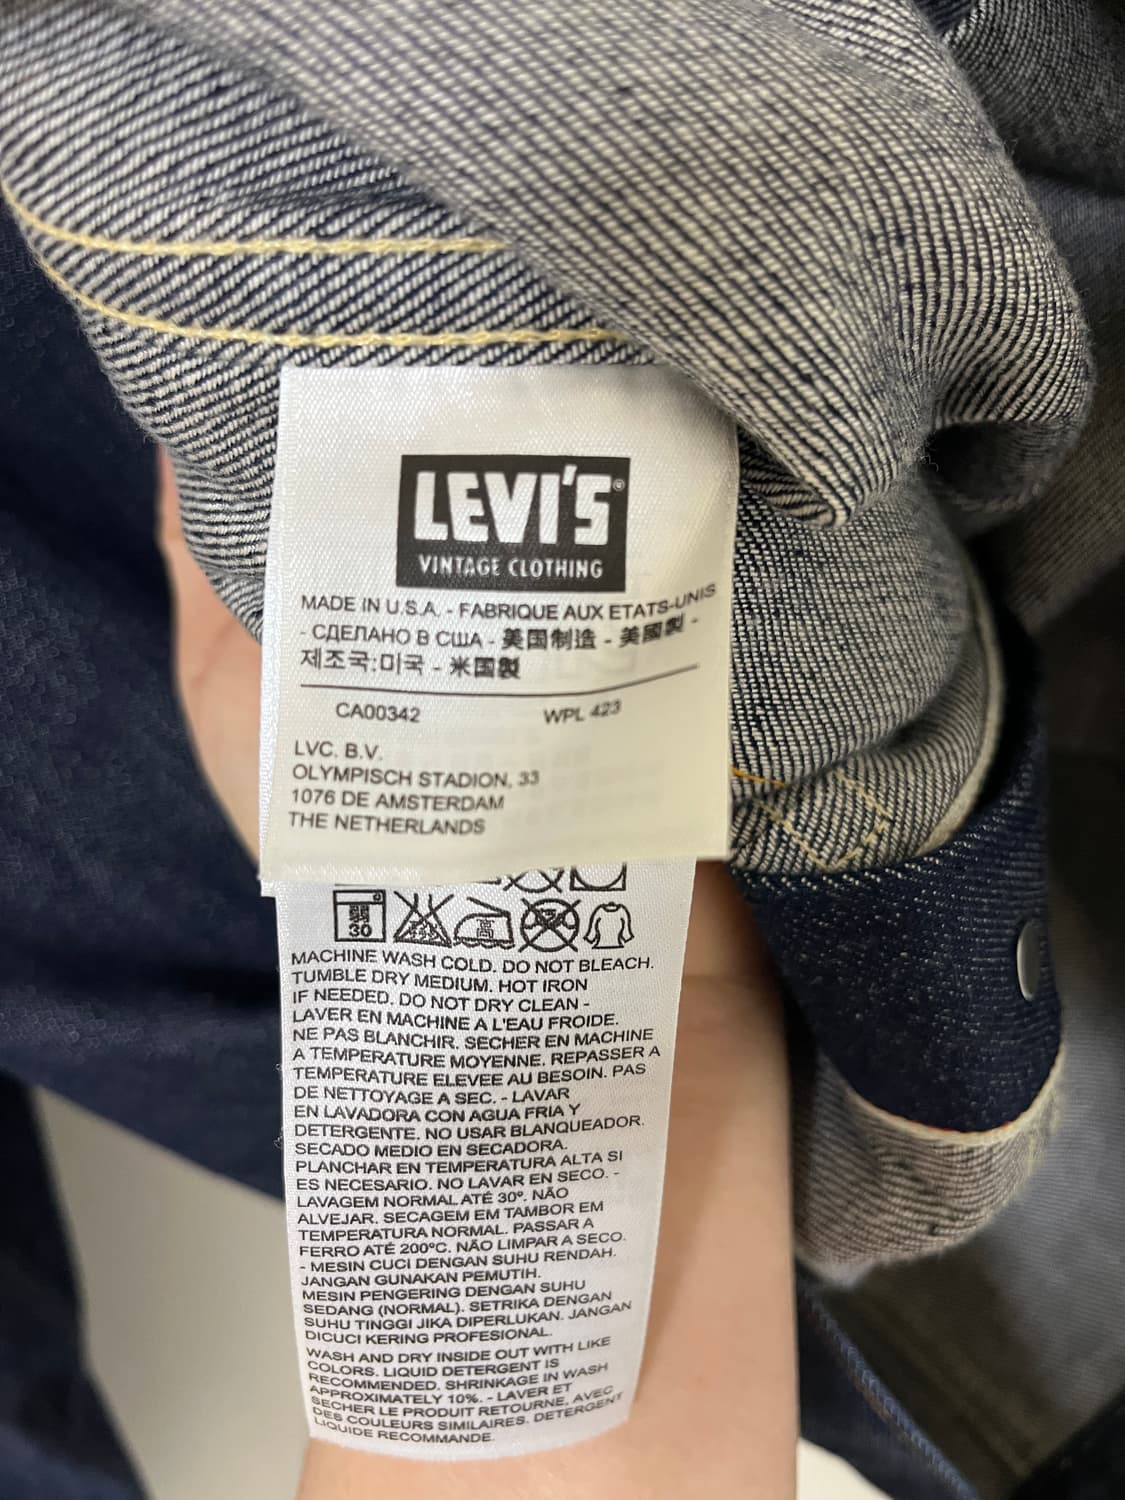 LEVI'S®
VINTAGE CLOTHING
MADE IN U.S.A. - FABRIQUE AUX ETATS-UNIS
- СДЕЛАНО В США - 美国制造 - 美國製 -
제조국:미국 - 米国製
CA00342 WPL 423
LVC. B.V.
OLYMPISCH STADION, 33
1076 DE AMSTERDAM
THE NETHERLANDS
30
MACHINE WASH COLD. DO NOT BLEACH.
TUMBLE DRY MEDIUM. HOT IRON
IF NEEDED. DO NOT DRY CLEAN -
LAVER EN MACHINE A L'EAU FROIDE.
NE PAS BLANCHIR. SECHER EN MACHINE
A TEMPERATURE MOYENNE. REPASSER A
TEMPERATURE ELEVEE AU BESOIN. PAS
DE NETTOYAGE A SEC. - LAVAR
EN LAVADORA CON AGUA FRIA Y
DETERGENTE. NO USAR BLANQUEADOR.
SECADO MEDIO EN SECADORA.
PLANCHAR EN TEMPERATURA ALTA SI
ES NECESARIO. NO LAVAR EN SECO. -
LAVAGEM NORMAL ATÉ 30º. NÃO
ALVEJAR. SECAGEM EM TAMBOR EM
TEMPERATURA NORMAL. PASSAR A
FERRO ATÉ 200ºC. NÃO LIMPAR A SECO.
- MESIN CUCI DENGAN SUHU RENDAH.
JANGAN GUNAKAN PEMUTIH.
MESIN PENGERING DENGAN SUHU
SEDANG (NORMAL). SETRIKA DENGAN
SUHU TINGGI JIKA DIPERLUKAN. JANGAN
DICUCI KERING PROFESIONAL.
WASH AND DRY INSIDE OUT WITH LIKE
COLORS. LIQUID DETERGENT IS
RECOMMENDED. SHRINKAGE IN WASH
APPROXIMATELY 10%. - LAVER ET
SECHER LE PRODUIT RETOURNE, AVEC
DES COULEURS SIMILAIRES. DETERGENT
LIQUIDE RECOMMANDE.